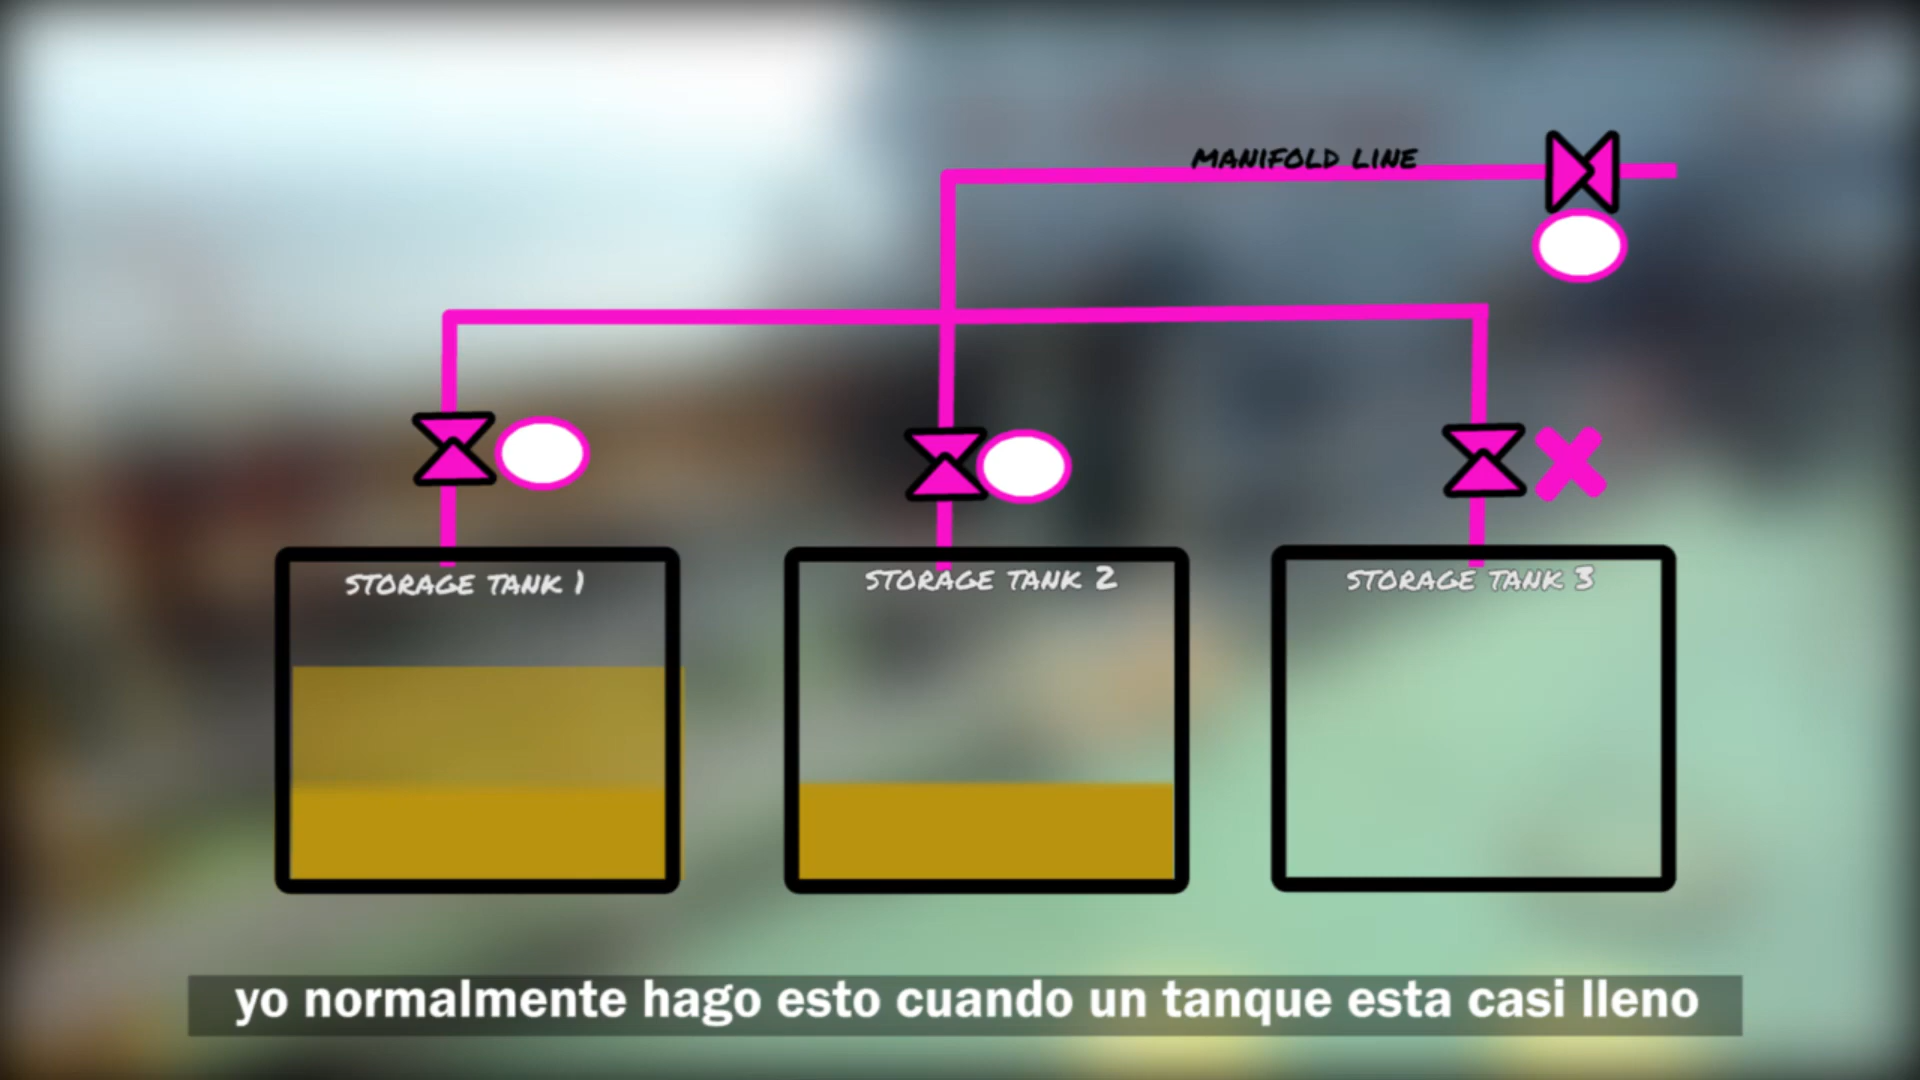 MANIFOLD LINE
STORAGE TANK 1
STORAGE TANK 2
STORAGE TANK 3
yo normalmente hago esto cuando un tanque esta casi lleno